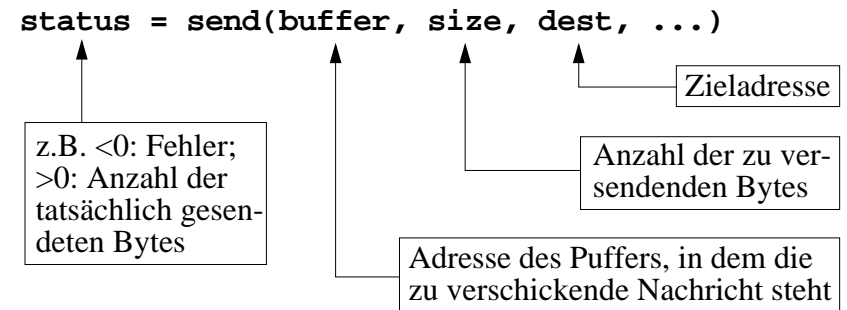 status = send(buffer, size, dest, ...)
Zieladresse
z.B. <0: Fehler;
>0: Anzahl der
tatsächlich gesen-
deten Bytes
Anzahl der zu ver-
sendenden Bytes
Adresse des Puffers, in dem die
zu verschickende Nachricht steht